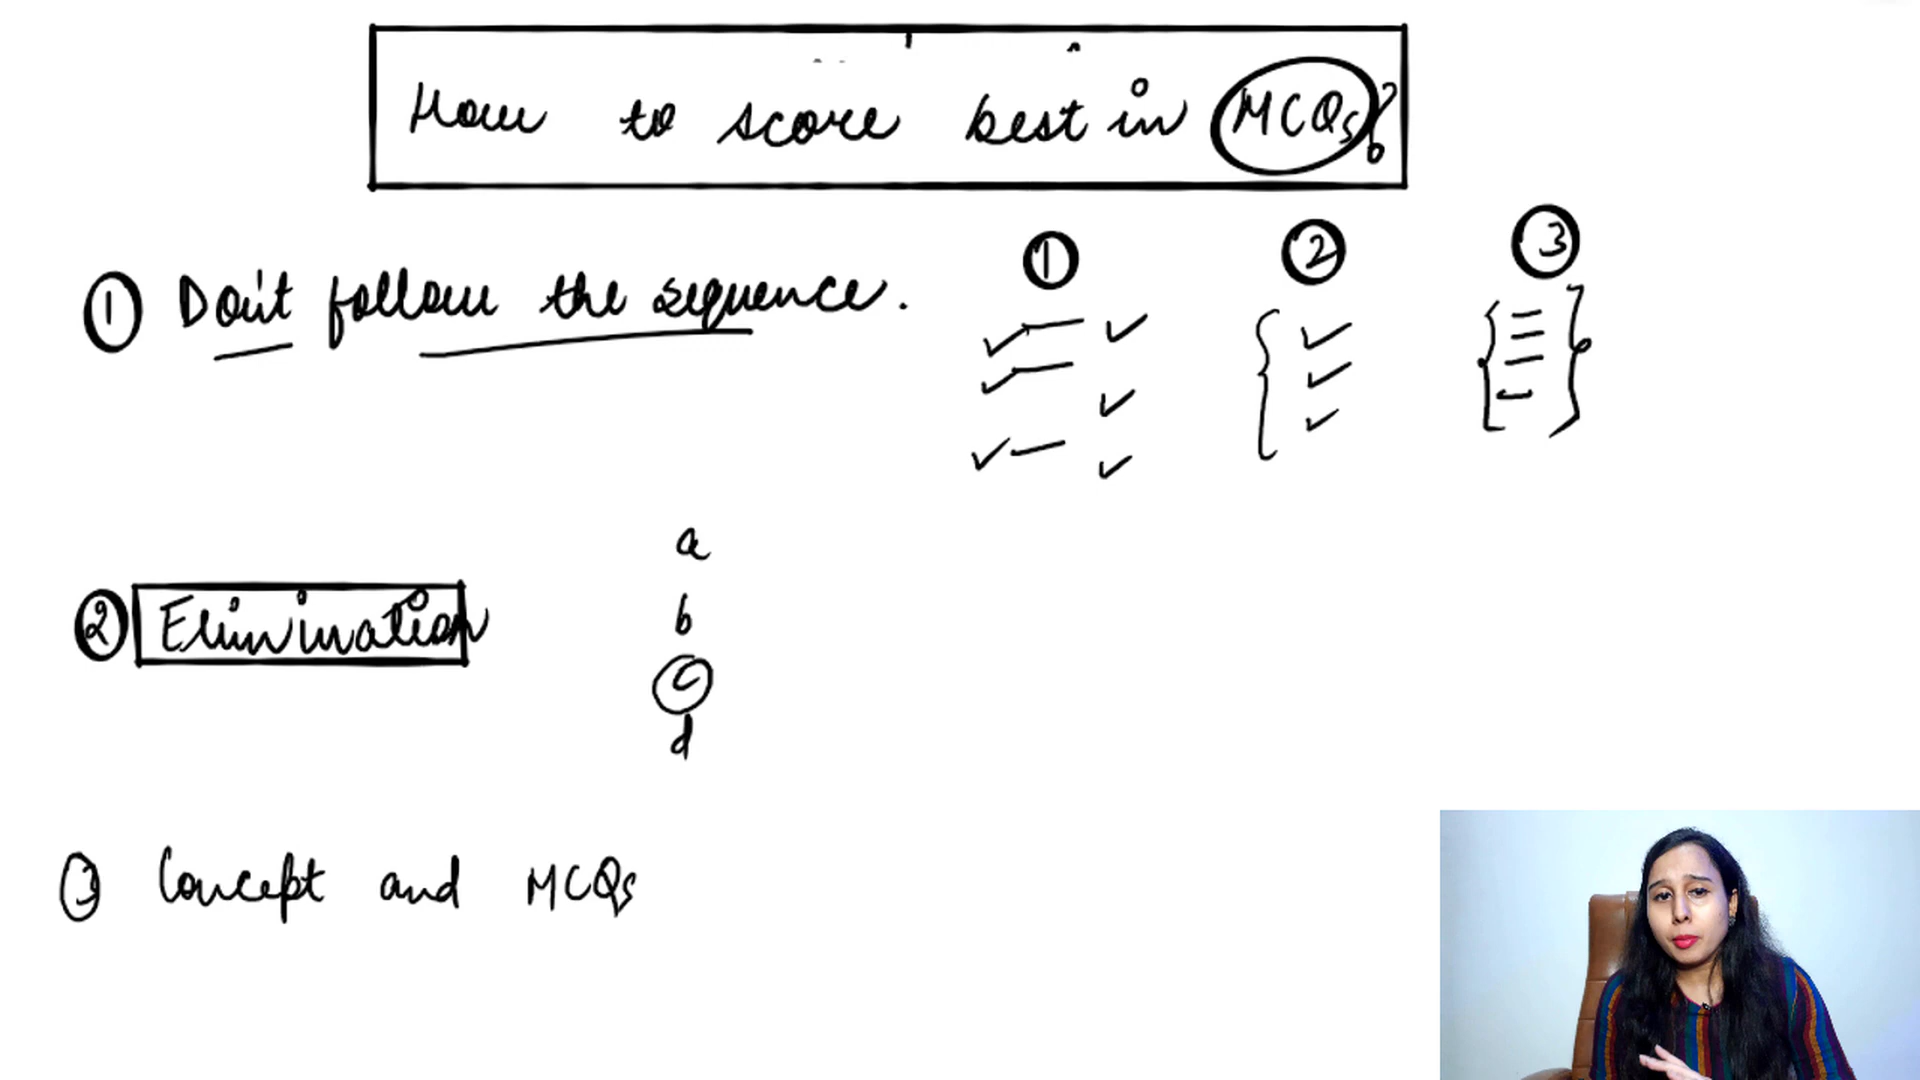 How to score best in MCQs?
① Don't follow the sequence.
① ② ③
② Elimination
a
b
c
d
③ Concept and MCQs